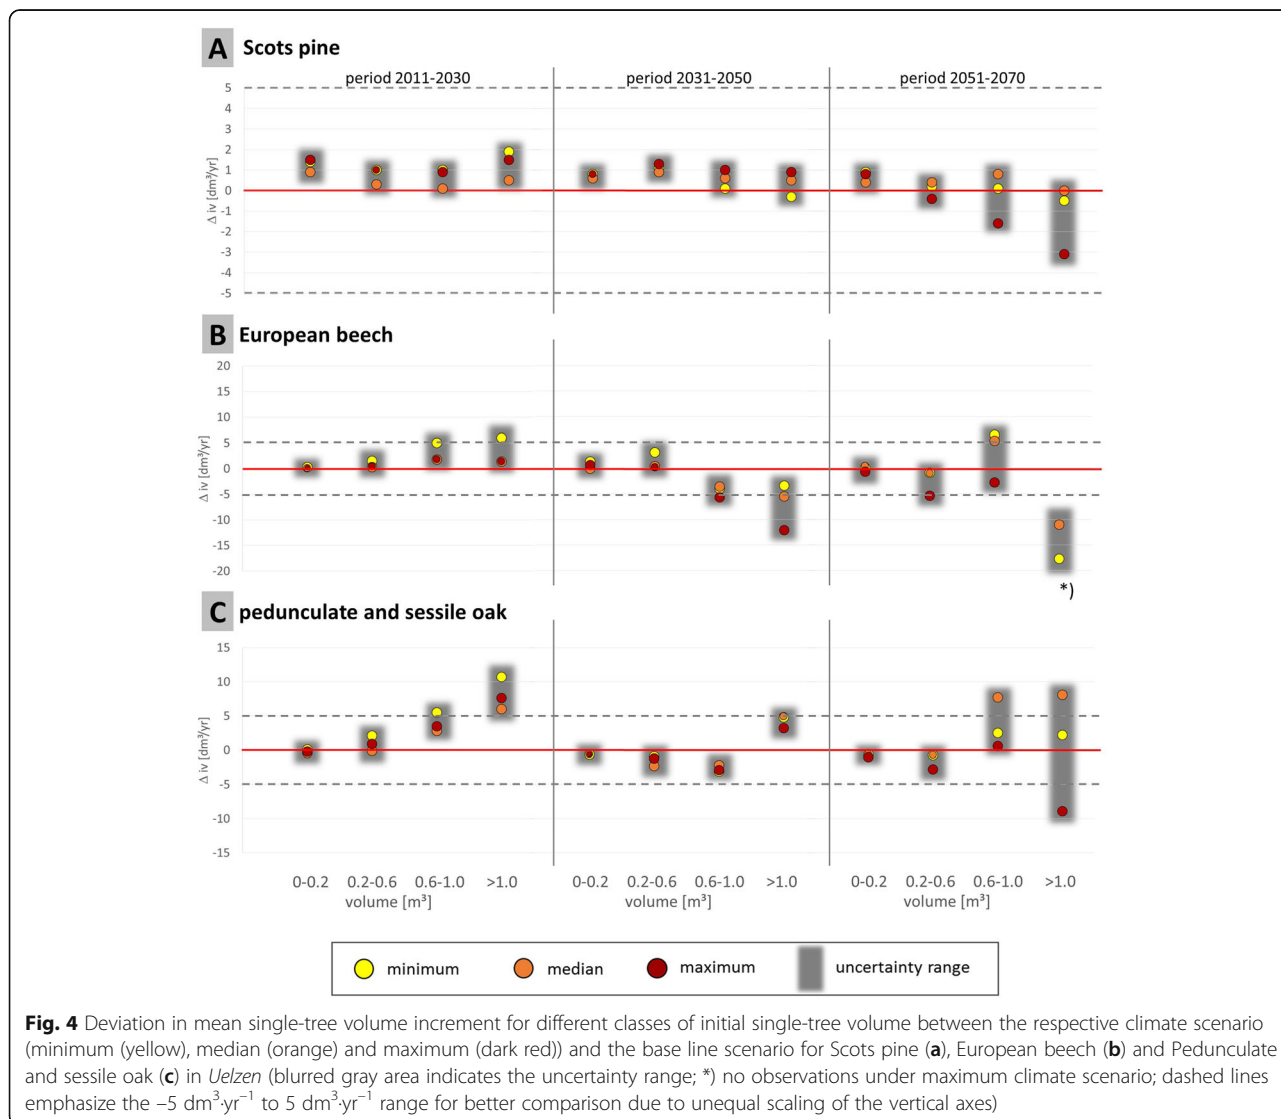 A Scots pine
period 2011-2030 period 2031-2050 period 2051-2070
Δ iv [dm³/yr]
5
4
3
2
1
0
-1
-2
-3
-4
-5
B European beech
Δ iv [dm³/yr]
20
15
10
5
0
-5
-10
-15
-20
*)
C pedunculate and sessile oak
Δ iv [dm³/yr]
15
10
5
0
-5
-10
-15
0-0.2 0.2-0.6 0.6-1.0 >1.0 0-0.2 0.2-0.6 0.6-1.0 >1.0 0-0.2 0.2-0.6 0.6-1.0 >1.0
volume [m³] volume [m³] volume [m³]
minimum median maximum uncertainty range
Fig. 4 Deviation in mean single-tree volume increment for different classes of initial single-tree volume between the respective climate scenario
(minimum (yellow), median (orange) and maximum (dark red)) and the base line scenario for Scots pine (a), European beech (b) and Pedunculate
and sessile oak (c) in Uelzen (blurred gray area indicates the uncertainty range; *) no observations under maximum climate scenario; dashed lines
emphasize the –5 dm³·yr⁻¹ to 5 dm³·yr⁻¹ range for better comparison due to unequal scaling of the vertical axes)